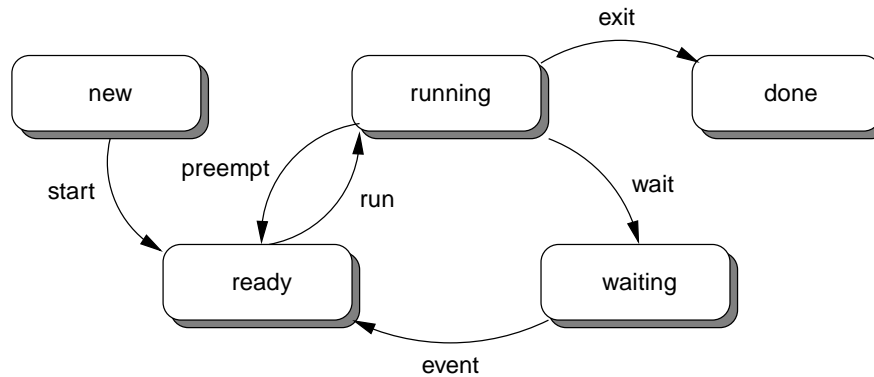 exit
new
running
done
preempt
start
run
wait
ready
waiting
event